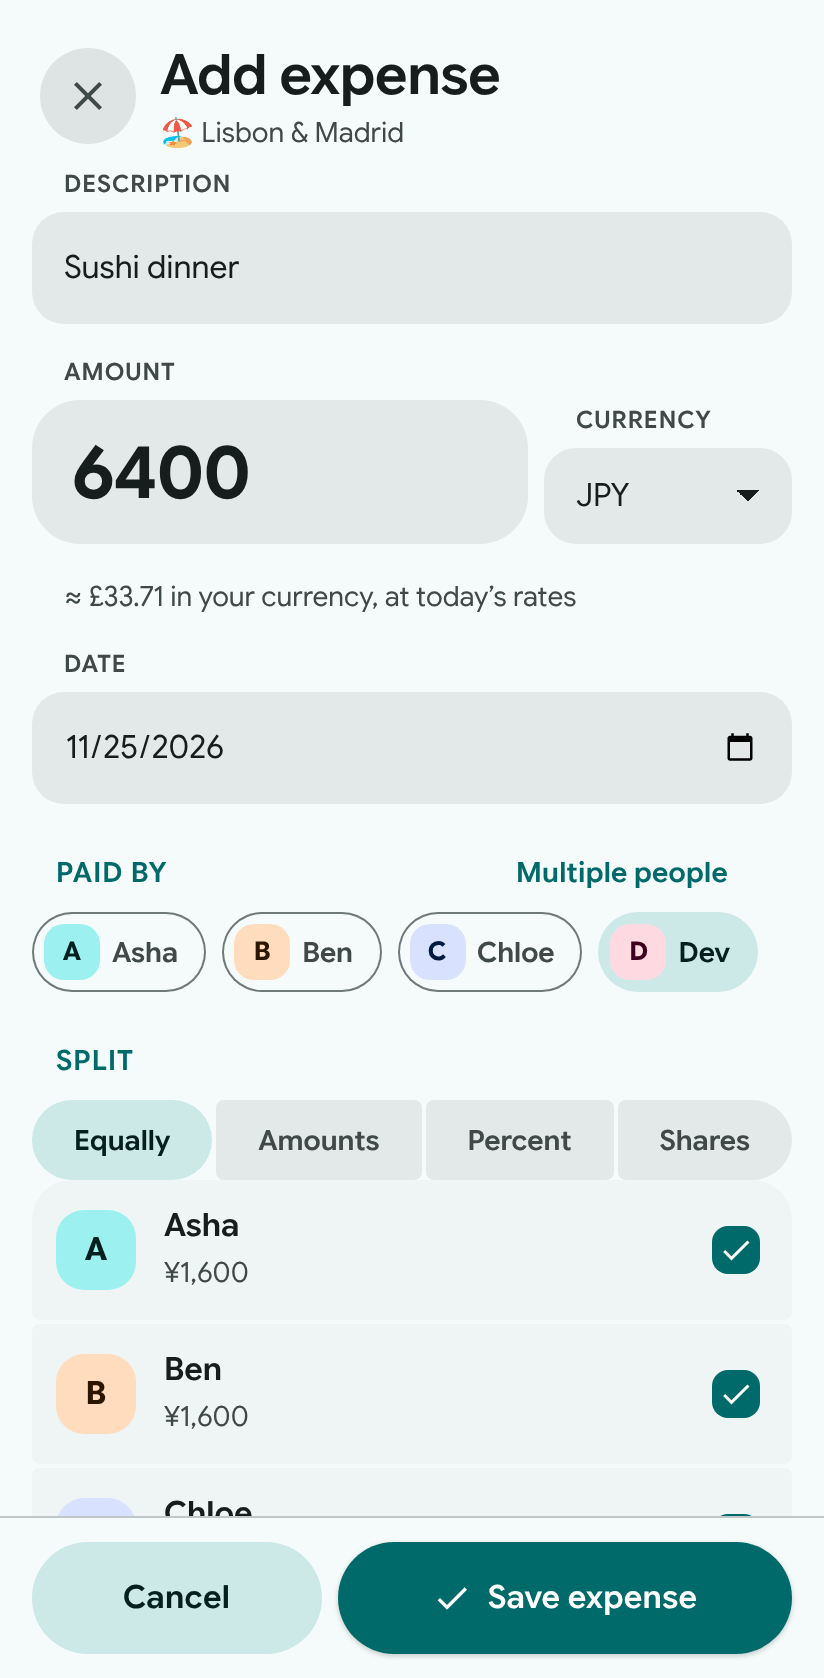 Add expense
🏖️ Lisbon & Madrid
DESCRIPTION
Sushi dinner
AMOUNT
6400
CURRENCY
JPY
≈ £33.71 in your currency, at today’s rates
DATE
11/25/2026
PAID BY
Multiple people
A Asha
B Ben
C Chloe
D Dev
SPLIT
Equally
Amounts
Percent
Shares
A
Asha
¥1,600
B
Ben
¥1,600
Chloe
Cancel
Save expense